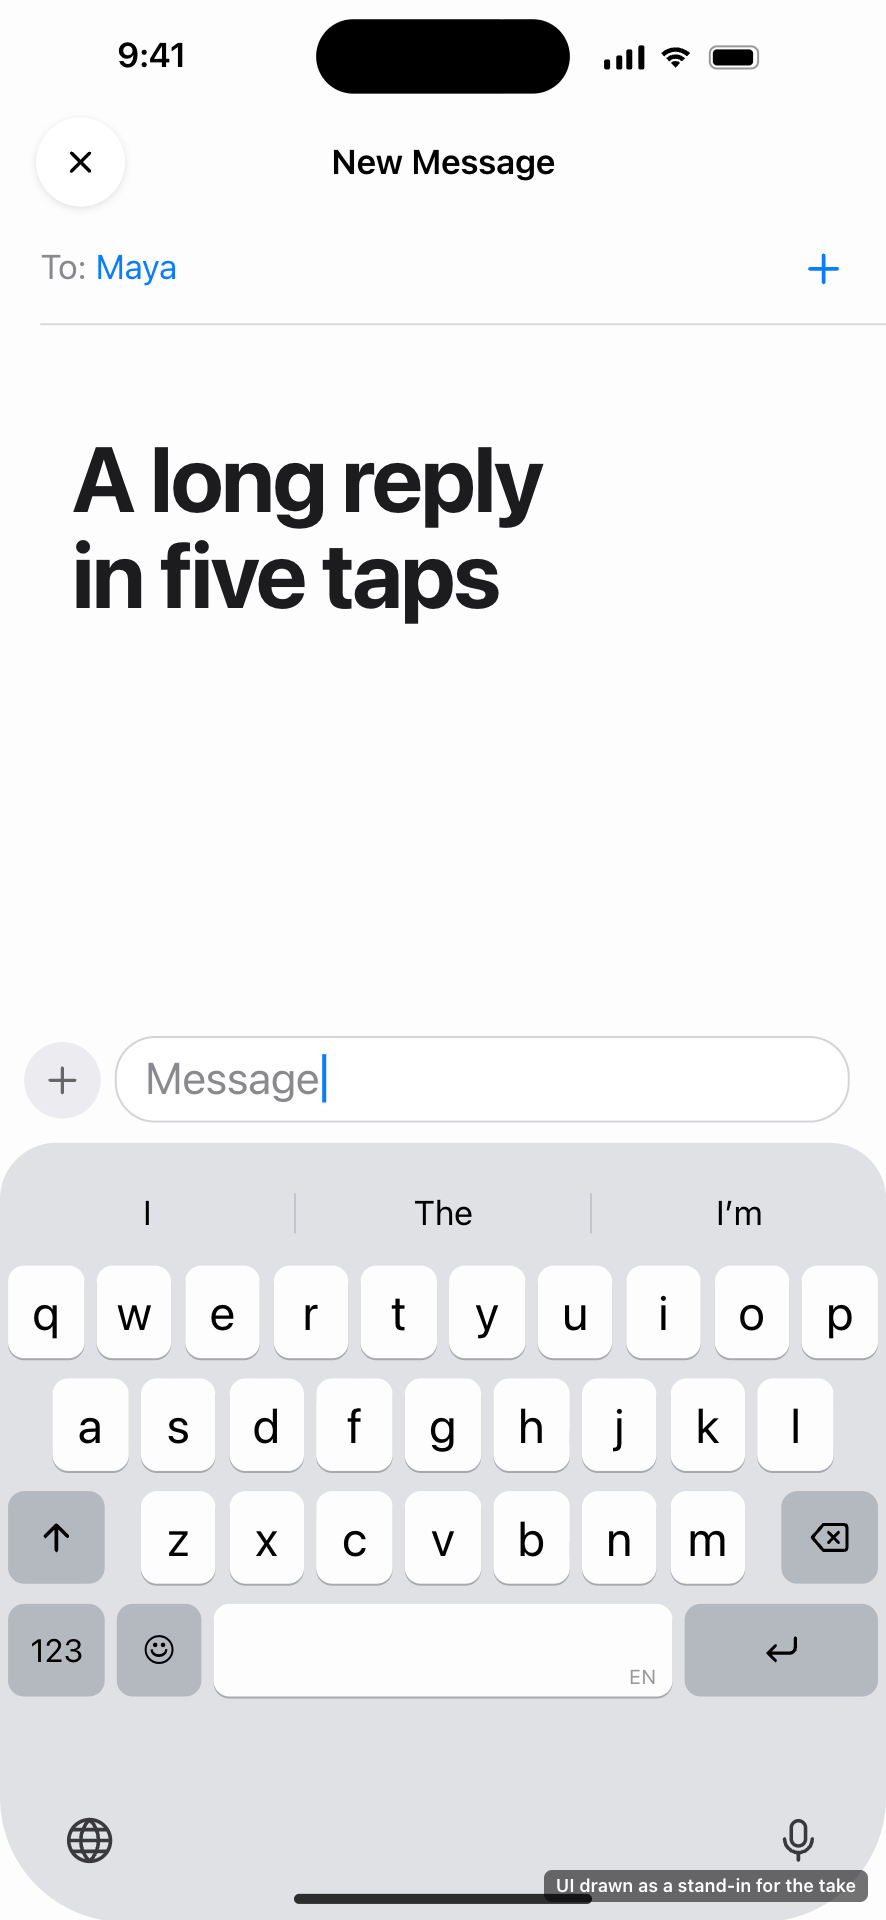 9:41
New Message
To: Maya
A long reply
in five taps
Message
I The I’m
q w e r t y u i o p
a s d f g h j k l
z x c v b n m
123
EN
UI drawn as a stand-in for the take